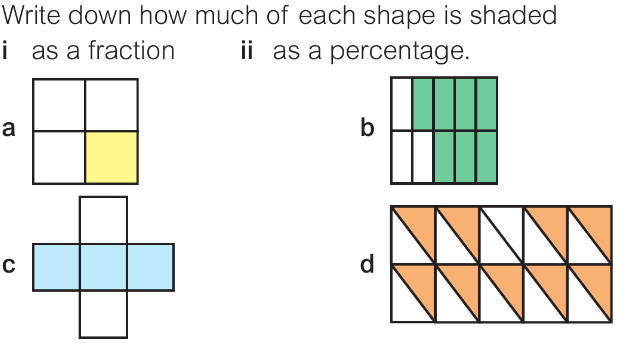 Write down how much of each shape is shaded
i as a fraction ii as a percentage.
a
b
c
d